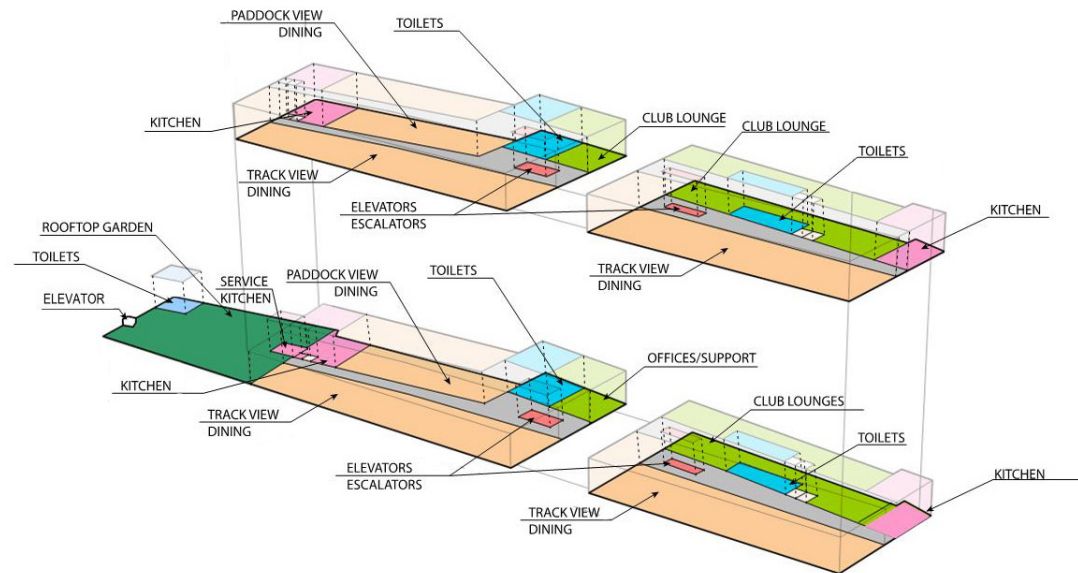 PADDOCK VIEW
DINING
TOILETS
KITCHEN
CLUB LOUNGE
CLUB LOUNGE
TOILETS
TRACK VIEW
DINING
ELEVATORS
ESCALATORS
KITCHEN
ROOFTOP GARDEN
TOILETS
SERVICE
KITCHEN
PADDOCK VIEW
DINING
TOILETS
TRACK VIEW
DINING
ELEVATOR
OFFICES/SUPPORT
KITCHEN
CLUB LOUNGES
TRACK VIEW
DINING
TOILETS
ELEVATORS
ESCALATORS
KITCHEN
TRACK VIEW
DINING